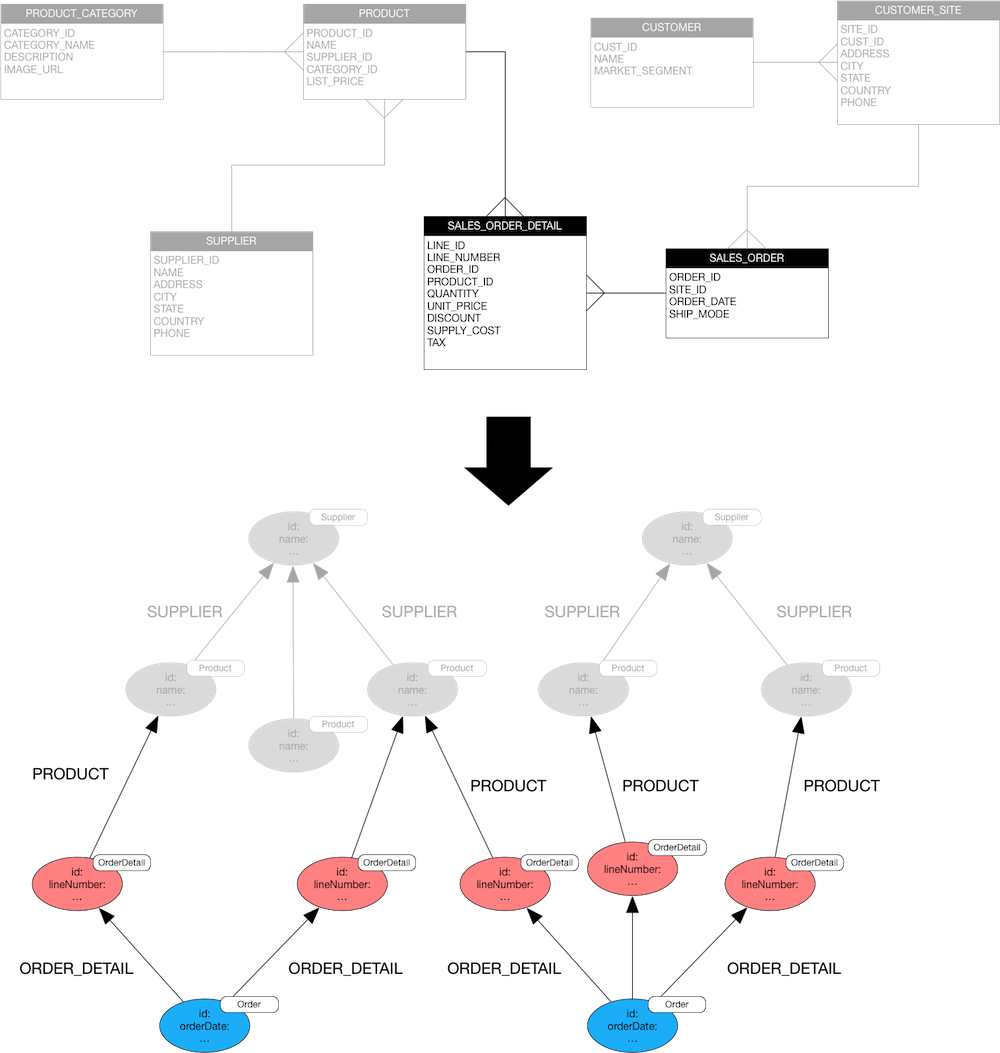 PRODUCT_CATEGORY
CATEGORY_ID
CATEGORY_NAME
DESCRIPTION
IMAGE_URL
PRODUCT
PRODUCT_ID
NAME
SUPPLIER_ID
CATEGORY_ID
LIST_PRICE
CUSTOMER
CUST_ID
NAME
MARKET_SEGMENT
CUSTOMER_SITE
SITE_ID
CUST_ID
ADDRESS
CITY
STATE
COUNTRY
PHONE
SUPPLIER
SUPPLIER_ID
NAME
ADDRESS
CITY
STATE
COUNTRY
PHONE
SALES_ORDER_DETAIL
LINE_ID
LINE_NUMBER
ORDER_ID
PRODUCT_ID
QUANTITY
UNIT_PRICE
DISCOUNT
SUPPLY_COST
TAX
SALES_ORDER
ORDER_ID
SITE_ID
ORDER_DATE
SHIP_MODE
Supplier
id:
name:
...
Supplier
id:
name:
...
SUPPLIER
SUPPLIER
SUPPLIER
SUPPLIER
Product
id:
name:
...
Product
id:
name:
...
Product
id:
name:
...
Product
id:
name:
...
Product
id:
name:
...
PRODUCT
PRODUCT
PRODUCT
PRODUCT
OrderDetail
id:
lineNumber:
...
OrderDetail
id:
lineNumber:
...
OrderDetail
id:
lineNumber:
...
OrderDetail
id:
lineNumber:
...
OrderDetail
id:
lineNumber:
...
ORDER_DETAIL
ORDER_DETAIL
ORDER_DETAIL
ORDER_DETAIL
Order
id:
orderDate:
...
Order
id:
orderDate:
...